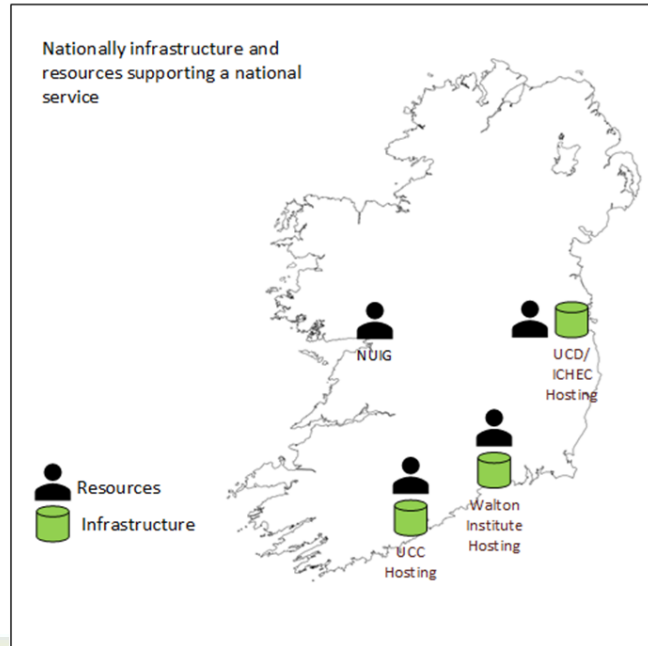 Nationally infrastructure and
resources supporting a national
service
NUIG
UCD/
ICHEC
Hosting
Walton
Institute
Hosting
UCC
Hosting
Resources
Infrastructure